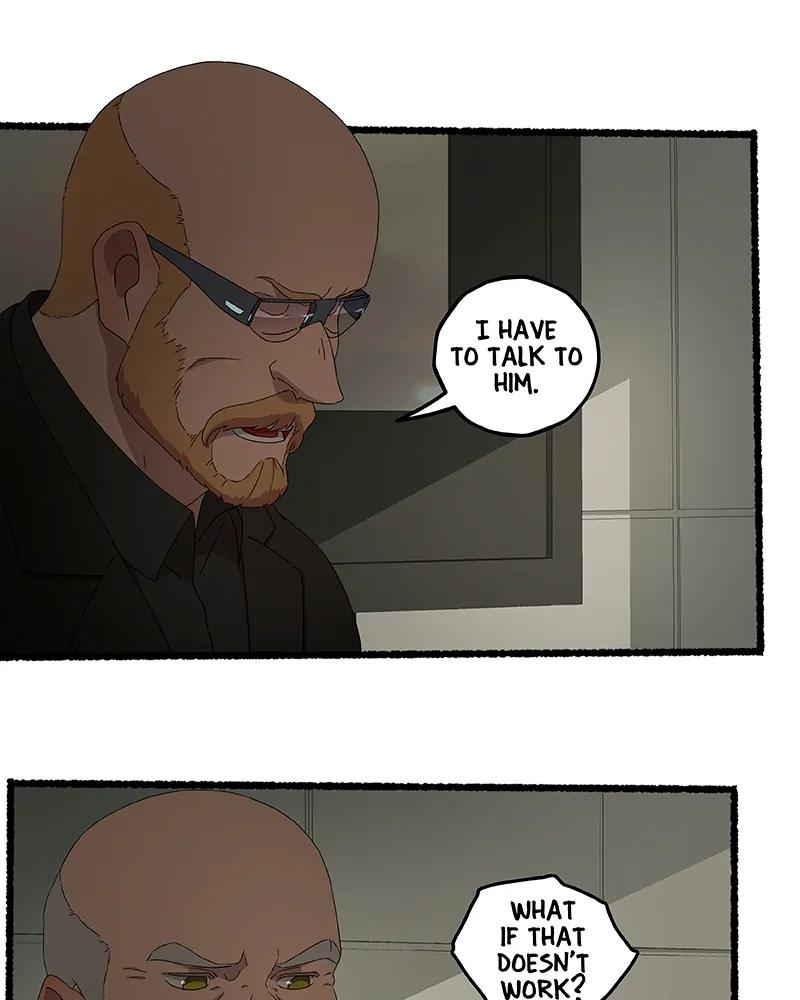 I HAVE
TO TALK TO
HIM.
WHAT
IF THAT
DOESN'T
WORK?